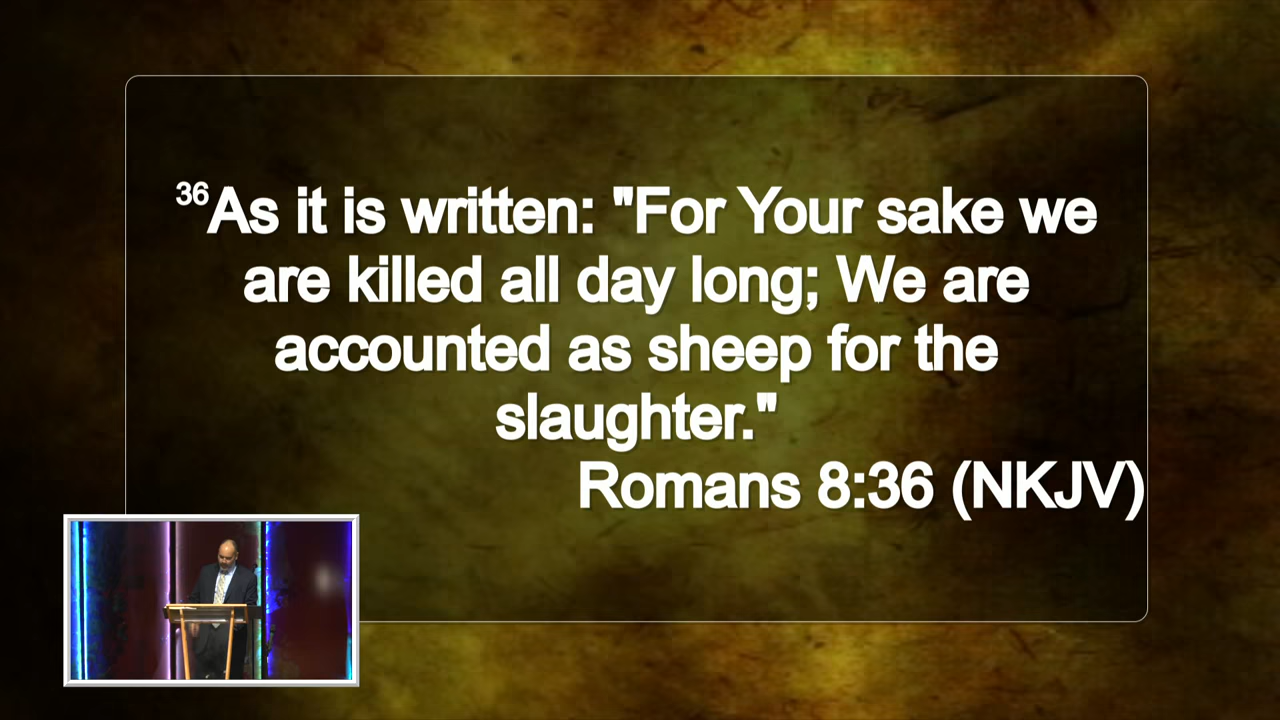 36As it is written: "For Your sake we
are killed all day long; We are
accounted as sheep for the
slaughter."
Romans 8:36 (NKJV)